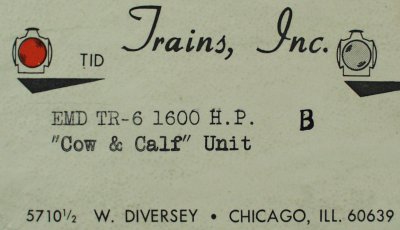 TID Trains, Inc.
EMD TR-6 1600 H.P. B
"Cow & Calf" Unit
5710½ W. DIVERSEY • CHICAGO, ILL. 60639